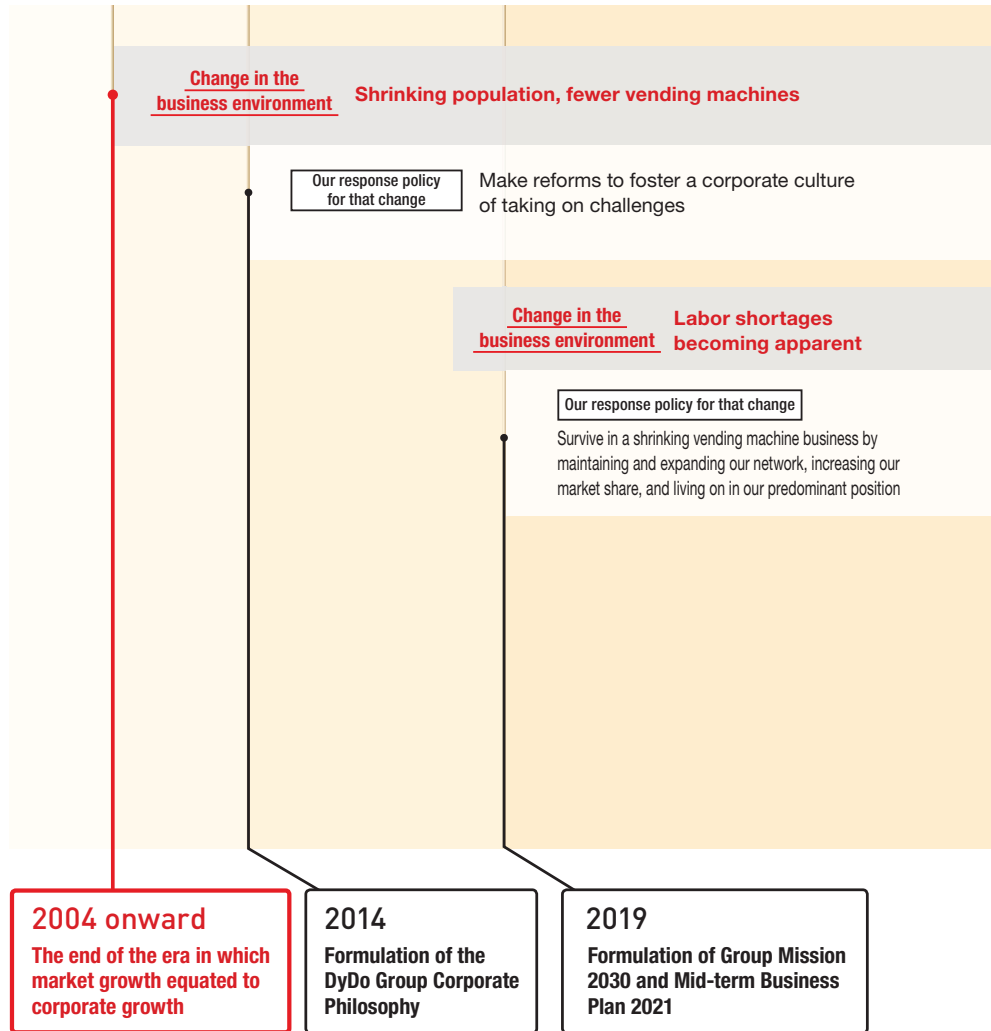 Change in the
business environment
Shrinking population, fewer vending machines
Our response policy
for that change
Make reforms to foster a corporate culture
of taking on challenges
Change in the
business environment
Labor shortages
becoming apparent
Our response policy for that change
Survive in a shrinking vending machine business by
maintaining and expanding our network, increasing our
market share, and living on in our predominant position
2004 onward
The end of the era in which
market growth equated to
corporate growth
2014
Formulation of the
DyDo Group Corporate
Philosophy
2019
Formulation of Group Mission
2030 and Mid-term Business
Plan 2021